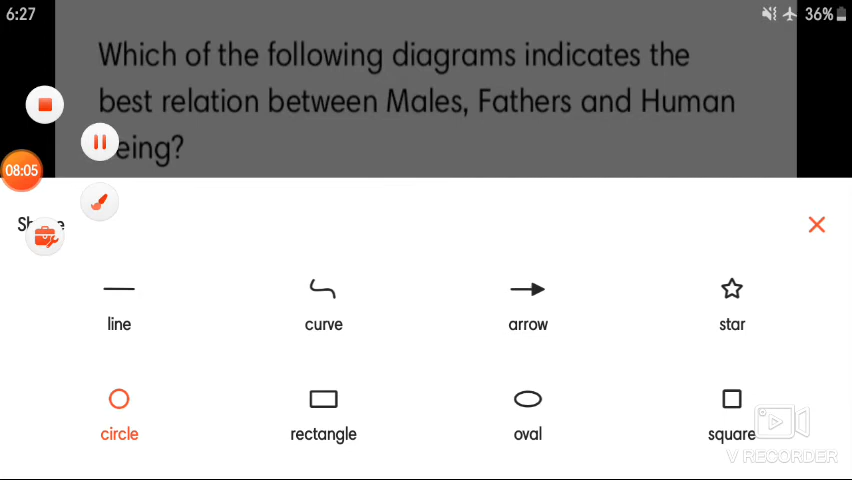 6:27
36%
Which of the following diagrams indicates the
best relation between Males, Fathers and Human
eing?
08:05
line
curve
arrow
star
circle
rectangle
oval
square
V RECORDER